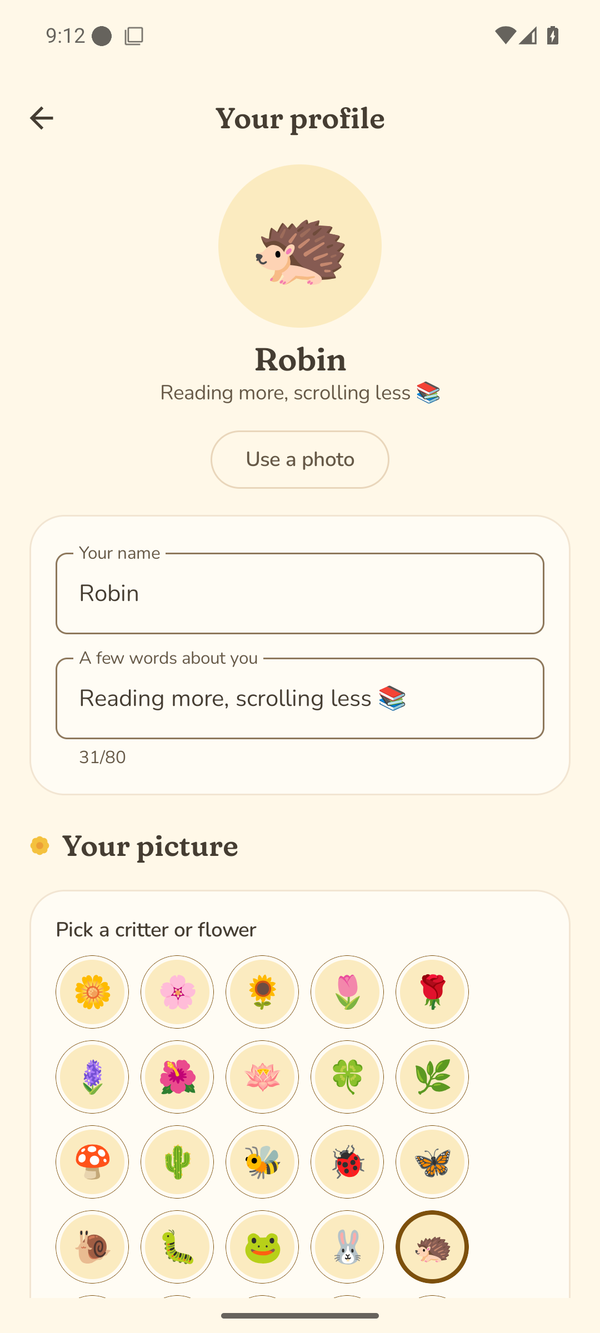 9:12
Your profile
Robin
Reading more, scrolling less 📚
Use a photo
Your name
Robin
A few words about you
Reading more, scrolling less 📚
31/80
Your picture
Pick a critter or flower